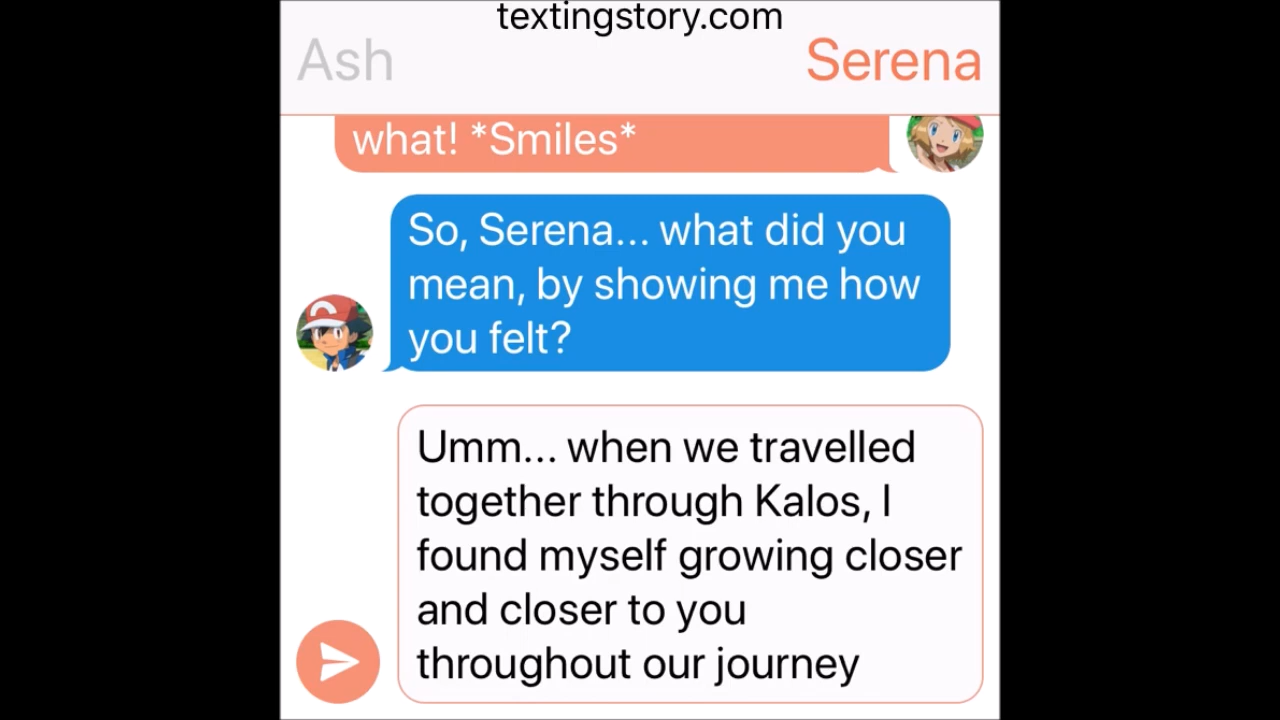 textingstory.com
Ash
Serena
what! *Smiles*
So, Serena... what did you
mean, by showing me how
you felt?
Umm... when we travelled
together through Kalos, I
found myself growing closer
and closer to you
throughout our journey